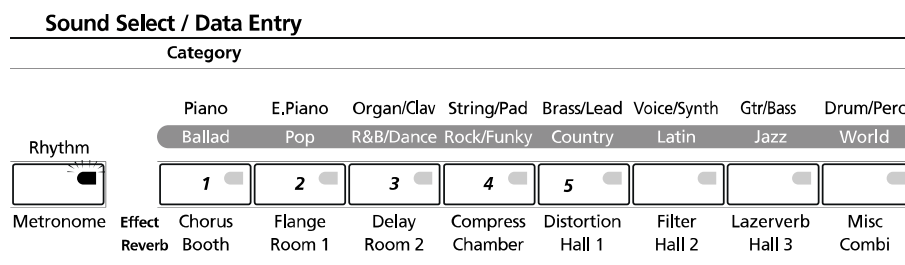 Sound Select / Data Entry
Category
Piano E.Piano Organ/Clav String/Pad Brass/Lead Voice/Synth Gtr/Bass Drum/Perc
Ballad Pop R&B/Dance Rock/Funky Country Latin Jazz World
Rhythm
1 2 3 4 5
Metronome Effect Chorus Flange Delay Compress Distortion Filter Lazerverb Misc
Reverb Booth Room 1 Room 2 Chamber Hall 1 Hall 2 Hall 3 Combi